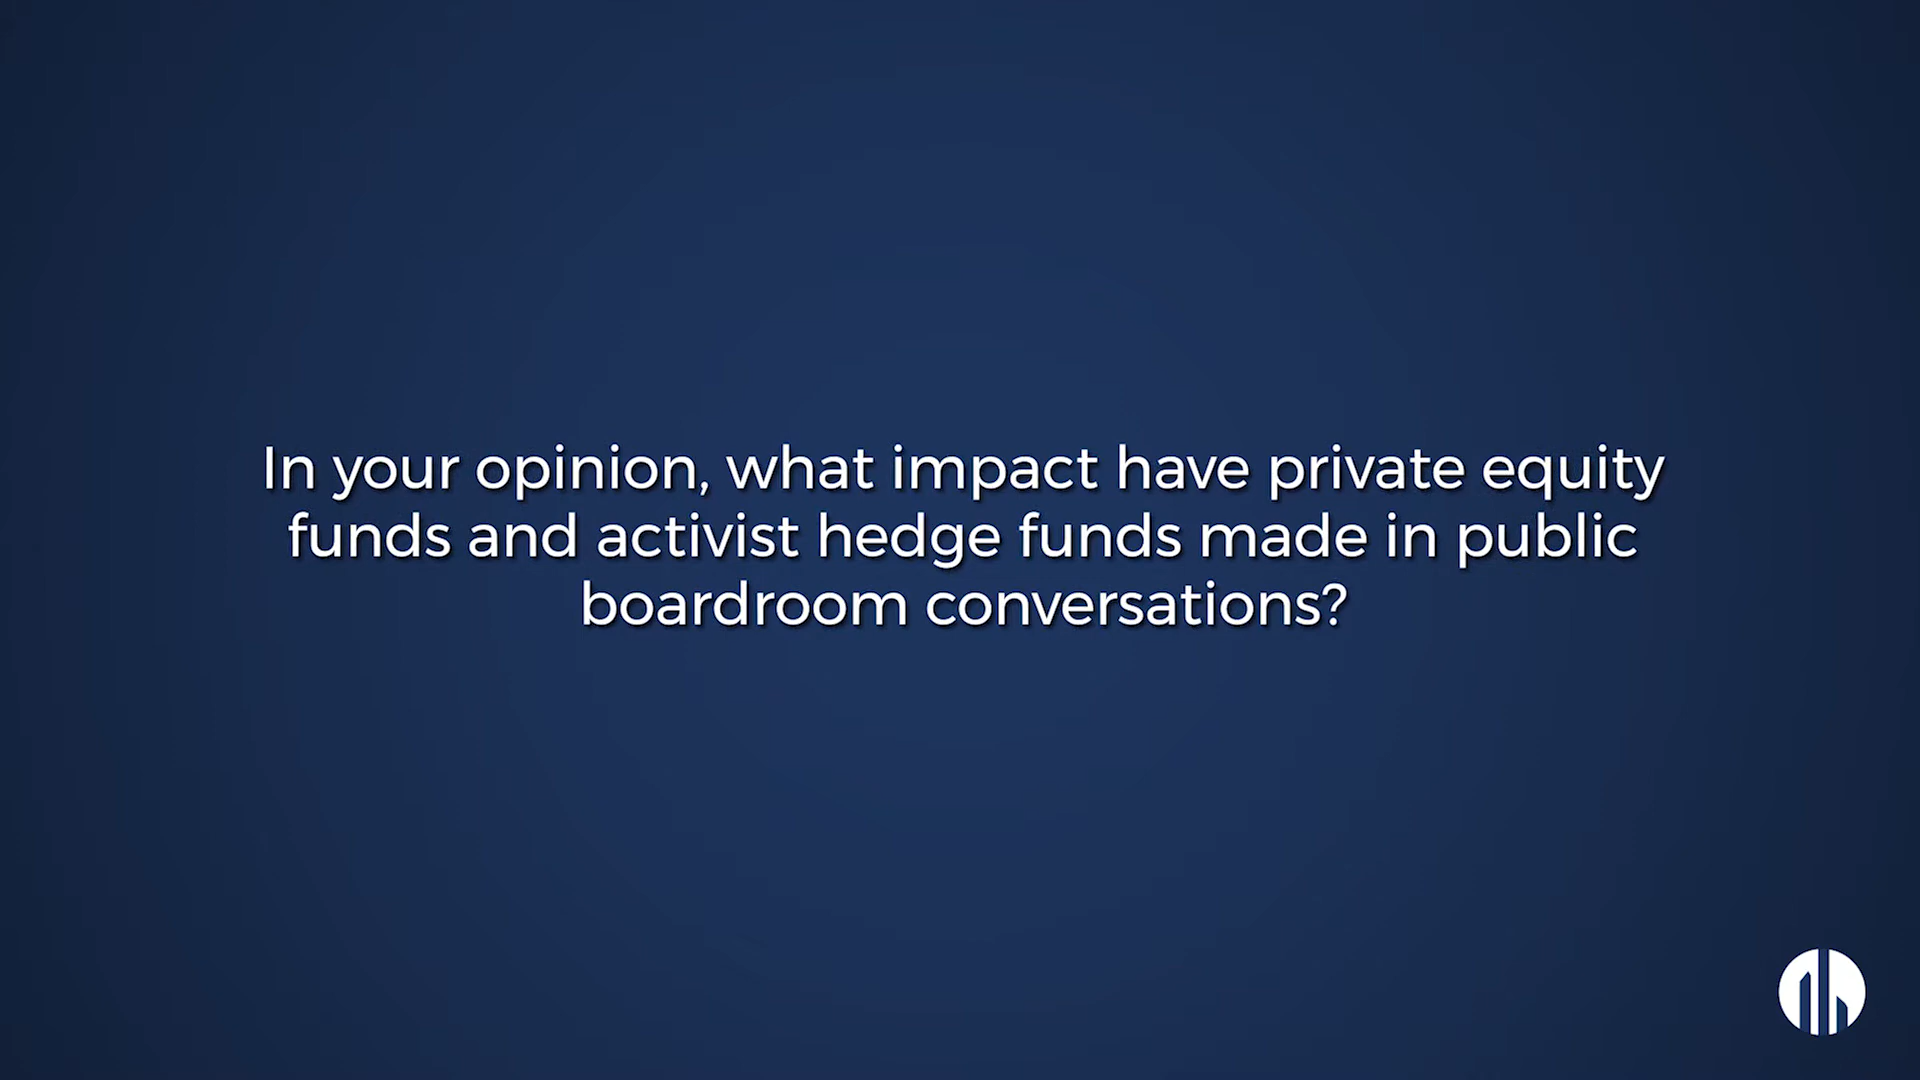 In your opinion, what impact have private equity
funds and activist hedge funds made in public
boardroom conversations?